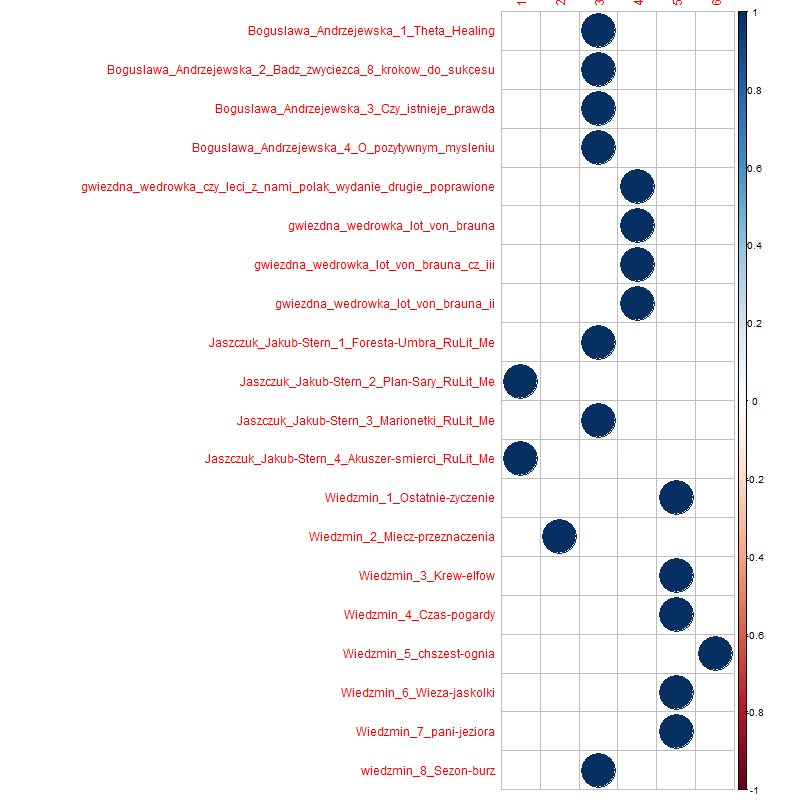 1 2 3 4 5 6
Boguslawa_Andrzejewska_1_Theta_Healing
Boguslawa_Andrzejewska_2_Badz_zwyciezca_8_krokow_do_sukcesu
Boguslawa_Andrzejewska_3_Czy_istnieje_prawda
Boguslawa_Andrzejewska_4_O_pozytywnym_mysleniu
gwiezdna_wedrowka_czy_leci_z_nami_polak_wydanie_drugie_poprawione
gwiezdna_wedrowka_lot_von_brauna
gwiezdna_wedrowka_lot_von_brauna_cz_iii
gwiezdna_wedrowka_lot_von_brauna_ii
Jaszczuk_Jakub-Stern_1_Foresta-Umbra_RuLit_Me
Jaszczuk_Jakub-Stern_2_Plan-Sary_RuLit_Me
Jaszczuk_Jakub-Stern_3_Marionetki_RuLit_Me
Jaszczuk_Jakub-Stern_4_Akuszer-smierci_RuLit_Me
Wiedzmin_1_Ostatnie-zyczenie
Wiedzmin_2_Miecz-przeznaczenia
Wiedzmin_3_Krew-elfow
Wiedzmin_4_Czas-pogardy
Wiedzmin_5_chszest-ognia
Wiedzmin_6_Wieza-jaskolki
Wiedzmin_7_pani-jeziora
wiedzmin_8_Sezon-burz
1
0.8
0.6
0.4
0.2
0
-0.2
-0.4
-0.6
-0.8
-1